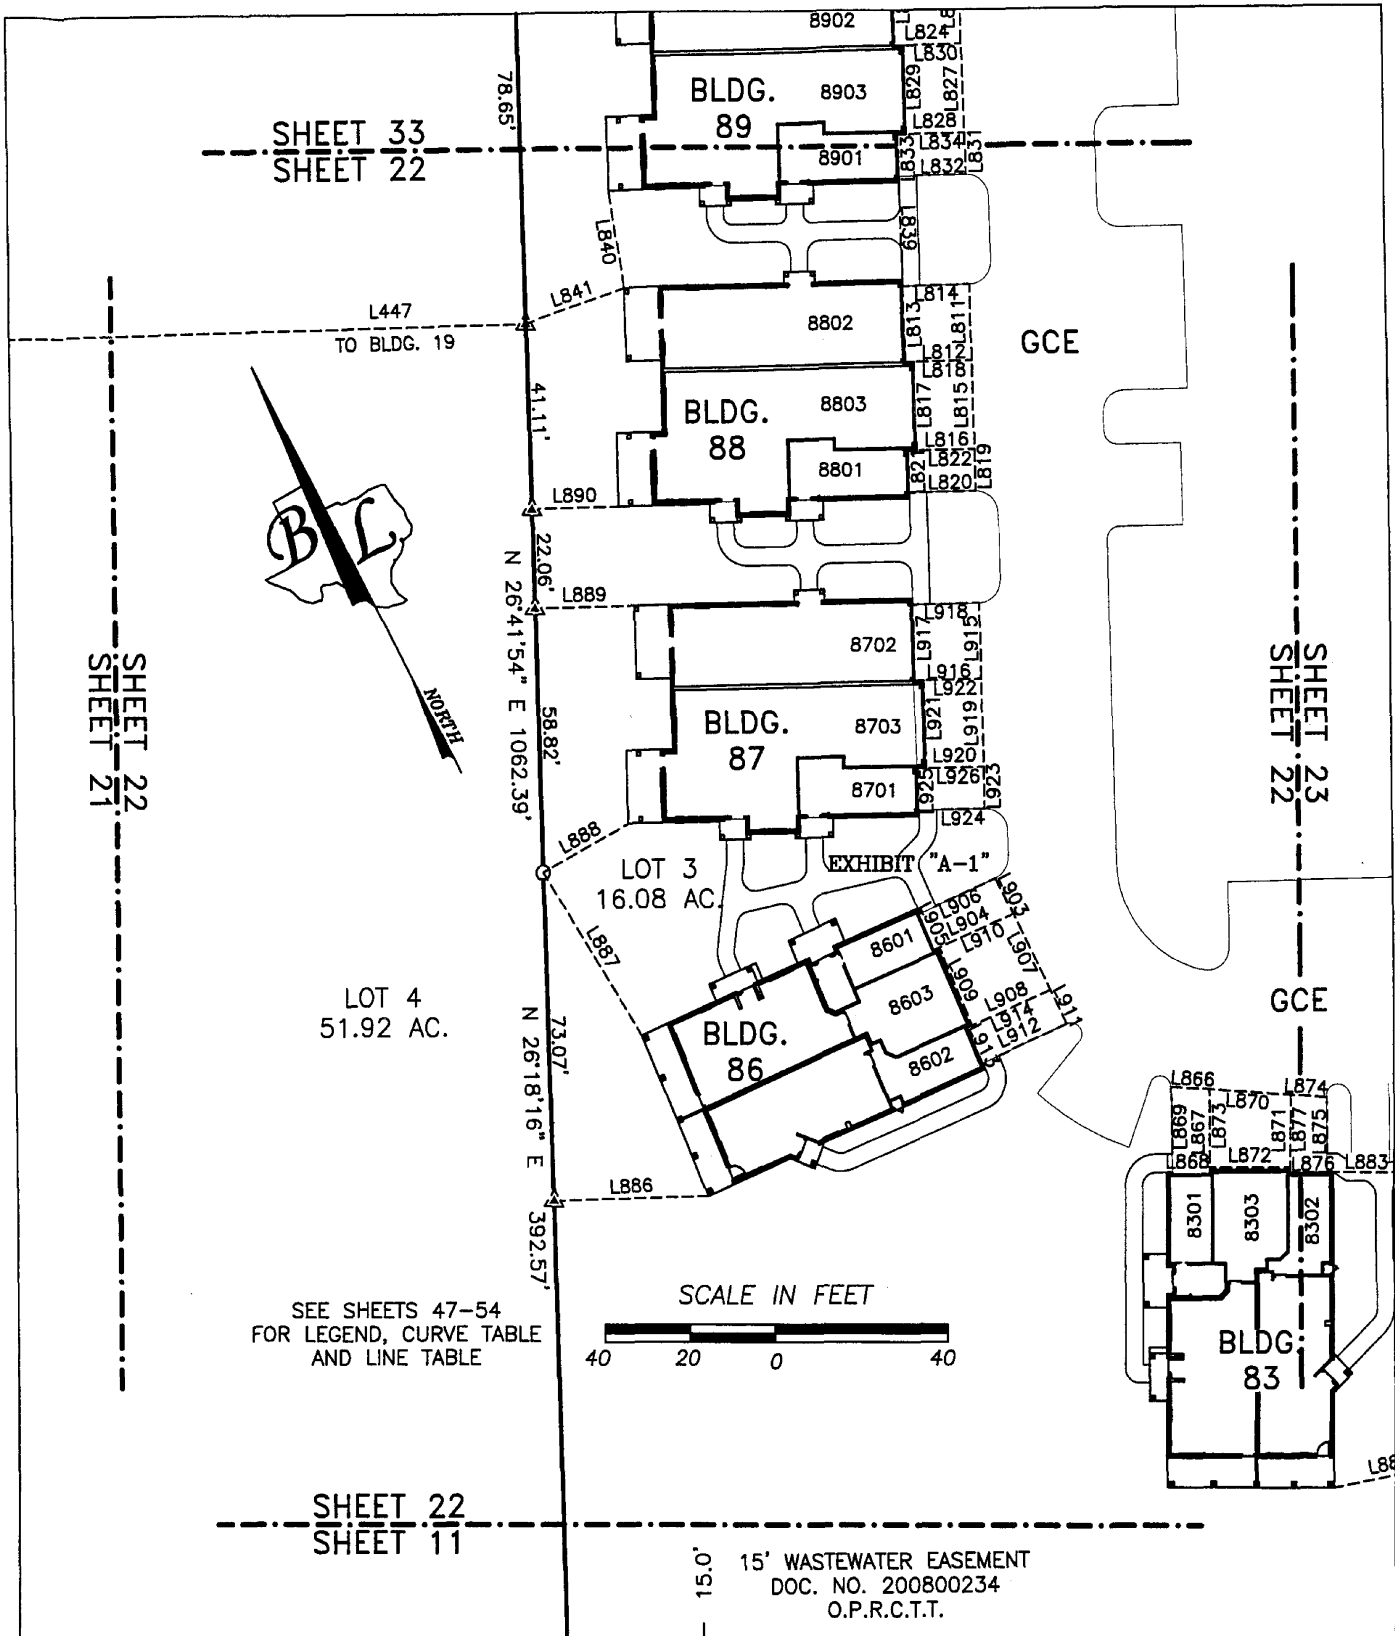 8902
L824
L830
78.65'
BLDG.
89
8903
L829
L827
L828
SHEET 33
SHEET 22
8901
L833
L834
L831
L832
L840
L839
L841
L447
TO BLDG. 19
L814
8802
L813
L811
GCE
L812
L818
41.11'
BLDG.
88
8803
L817
L815
L816
8801
L822
L819
L820
L890
B L
22.06'
L889
N 26°41'54" E 1062.39'
L918
8702
L917
L915
L916
SHEET 22
SHEET 21
NORTH
SHEET 23
SHEET 22
L922
58.82'
BLDG.
87
8703
L921
L919
L920
8701
L925
L926
L923
L924
L888
LOT 3
16.08 AC.
EXHIBIT "A-1"
L906
L903
L905
L904
L910
8601
L887
L907
L909
8603
L908
LOT 4
51.92 AC.
GCE
L914
L911
L912
BLDG.
86
8602
L913
73.07'
N 26°18'16" E
L866
L874
L870
L869
L867
L873
L871
L877
L875
L868
L872
L876
L883
L886
8301
8303
8302
392.57'
SCALE IN FEET
40 20 0 40
SEE SHEETS 47-54
FOR LEGEND, CURVE TABLE
AND LINE TABLE
BLDG.
83
SHEET 22
SHEET 11
15.0'
15' WASTEWATER EASEMENT
DOC. NO. 200800234
O.P.R.C.T.T.